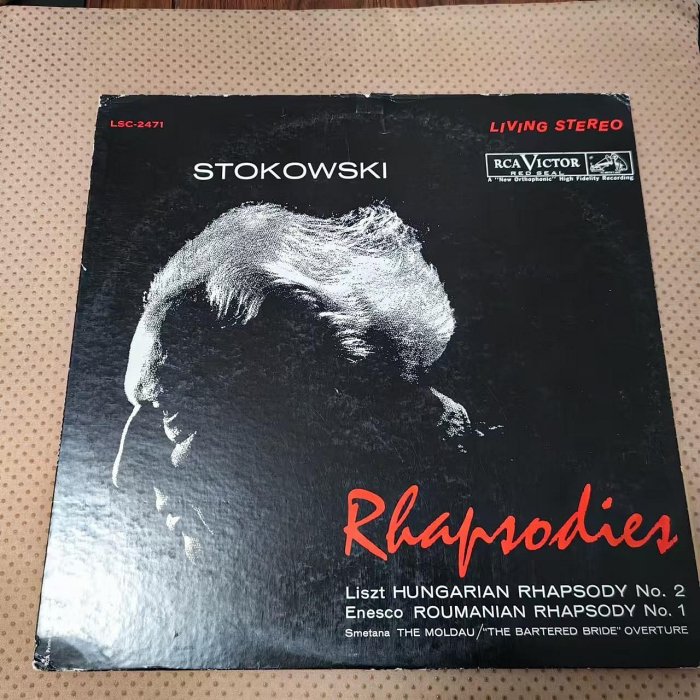 LSC-2471
LIVING STEREO
STOKOWSKI
RCA VICTOR
RED SEAL
A "New Orthophonic" High Fidelity Recording
Rhapsodies
Liszt HUNGARIAN RHAPSODY No. 2
Enesco ROUMANIAN RHAPSODY No. 1
Smetana THE MOLDAU/"THE BARTERED BRIDE" OVERTURE